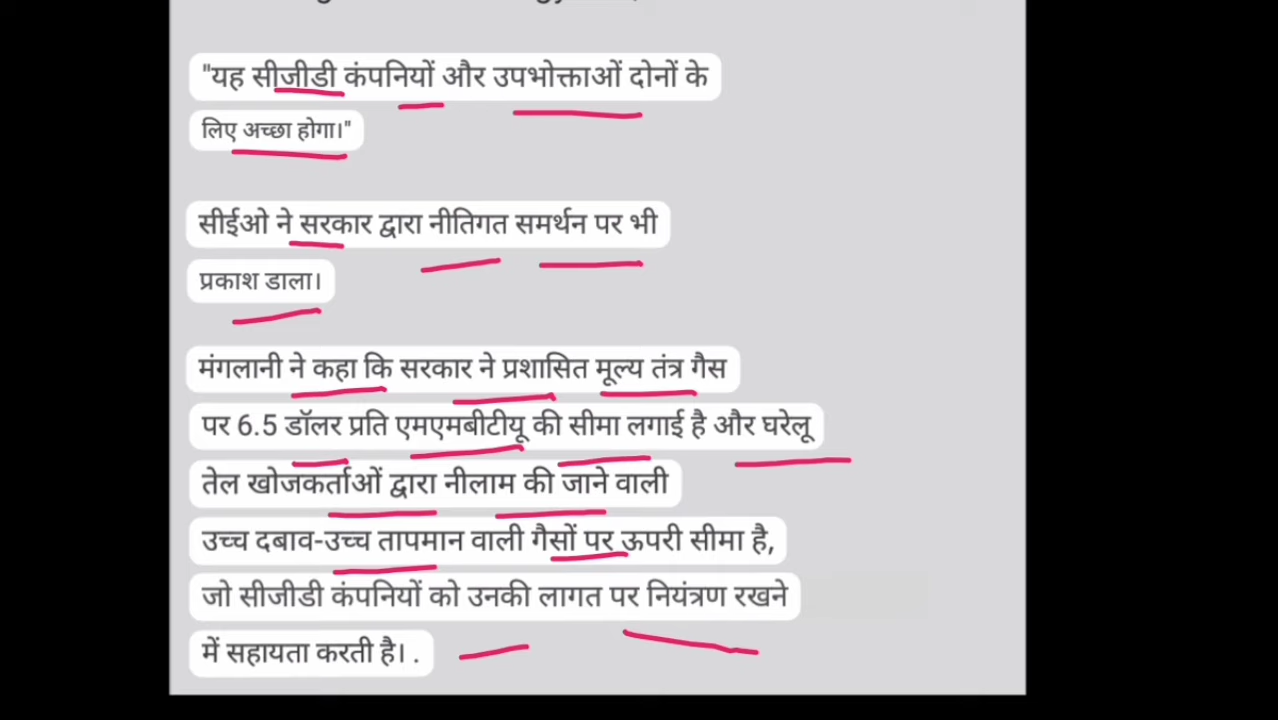 "यह सीजीडी कंपनियों और उपभोक्ताओं दोनों के
लिए अच्छा होगा।"
सीईओ ने सरकार द्वारा नीतिगत समर्थन पर भी
प्रकाश डाला।
मंगलानी ने कहा कि सरकार ने प्रशासित मूल्य तंत्र गैस
पर 6.5 डॉलर प्रति एमएमबीटीयू की सीमा लगाई है और घरेलू
तेल खोजकर्ताओं द्वारा नीलाम की जाने वाली
उच्च दबाव-उच्च तापमान वाली गैसों पर ऊपरी सीमा है,
जो सीजीडी कंपनियों को उनकी लागत पर नियंत्रण रखने
में सहायता करती है। .